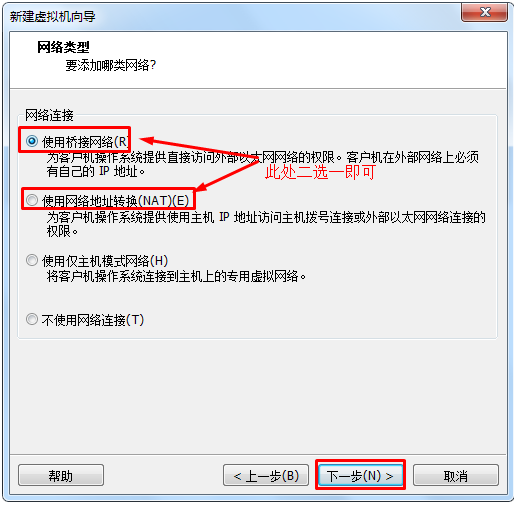 新建虚拟机向导
网络类型
要添加哪类网络?
网络连接
使用桥接网络(R
为客户机操作系统提供直接访问外部以太网网络的权限。客户机在外部网络上必须
有自己的 IP 地址。
此处二选一即可
使用网络地址转换(NAT)(E)
为客户机操作系统提供使用主机 IP 地址访问主机拨号连接或外部以太网网络连接的
权限。
使用仅主机模式网络(H)
将客户机操作系统连接到主机上的专用虚拟网络。
不使用网络连接(T)
帮助
< 上一步(B)
下一步(N) >
取消